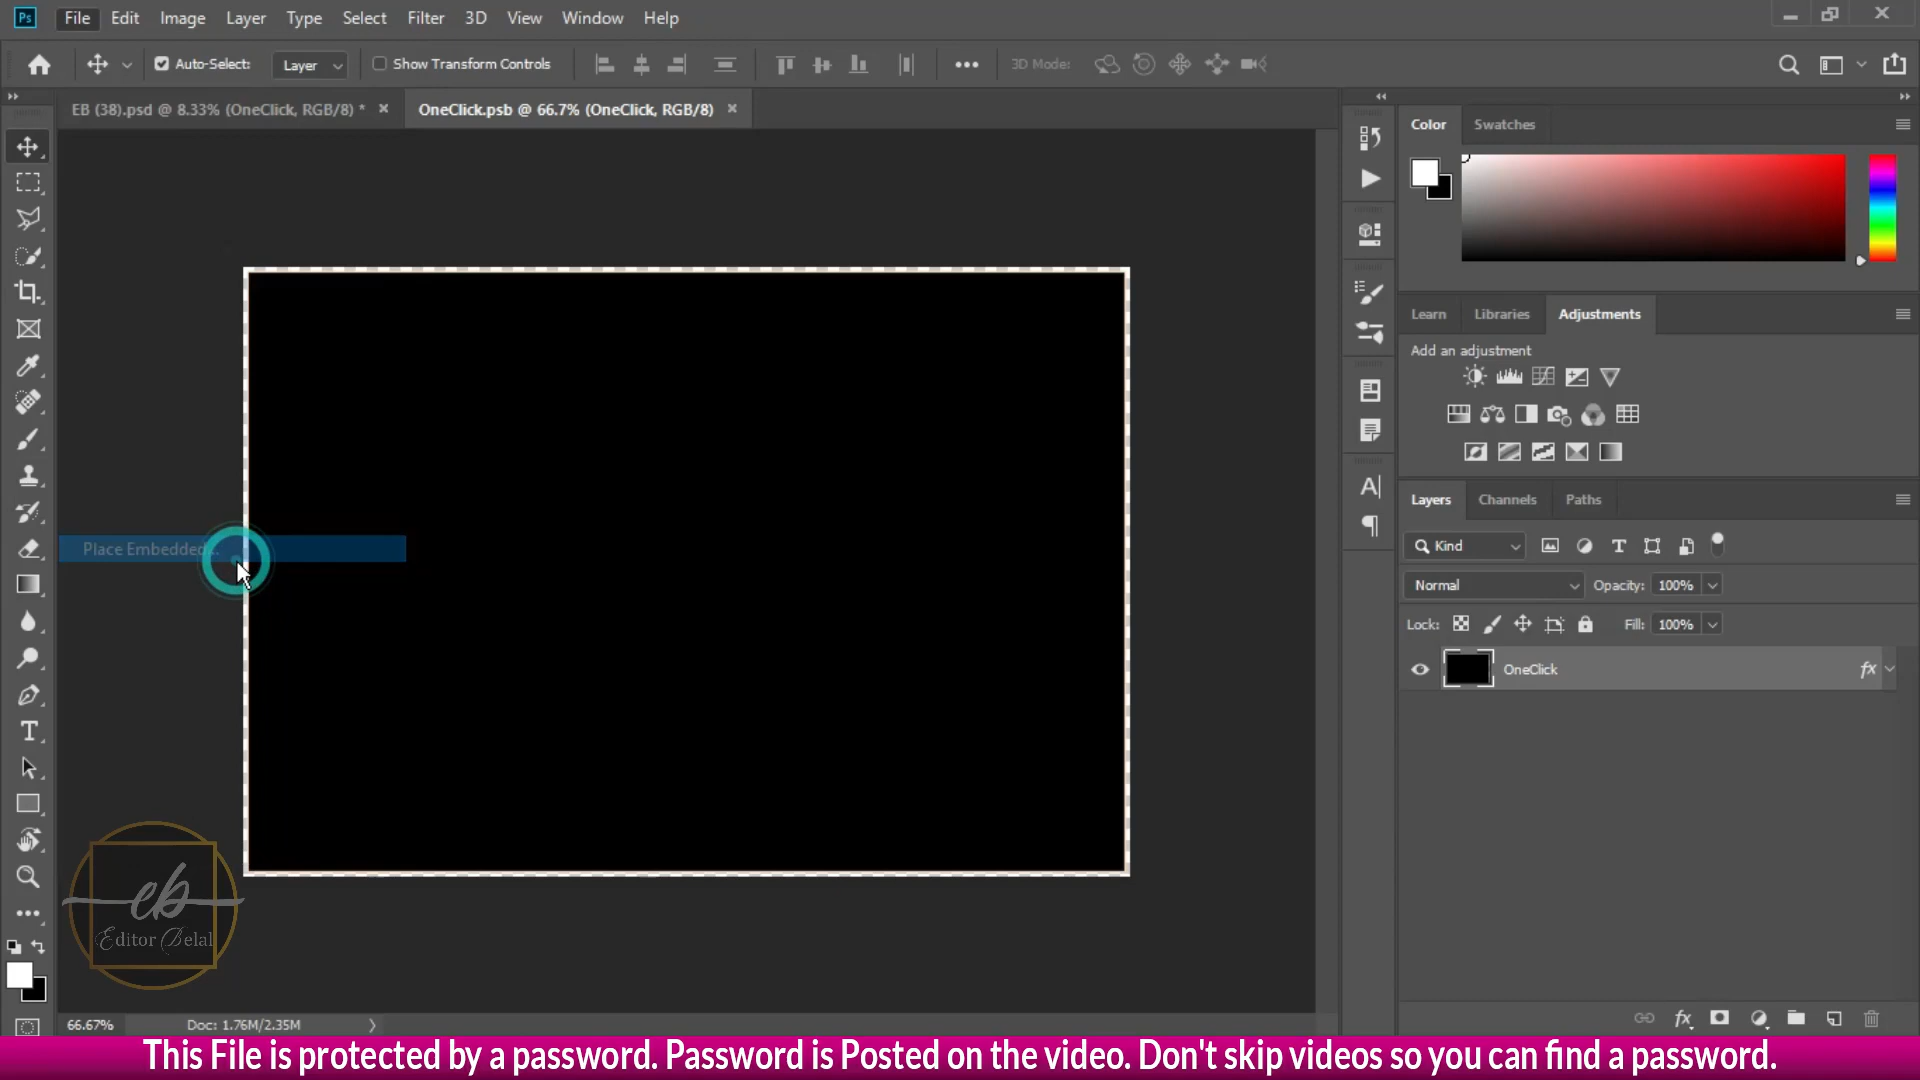 Ps File Edit Image Layer Type Select Filter 3D View Window Help
Auto-Select: Layer Show Transform Controls 3D Mode:
EB (38).psd @ 8.33% (OneClick, RGB/8) * OneClick.psb @ 66.7% (OneClick, RGB/8)
Color Swatches
Learn Libraries Adjustments
Add an adjustment
Layers Channels Paths
Kind
Normal Opacity: 100%
Lock: Fill: 100%
OneClick fx
Place Embedded...
eb
Editor Belal
66.67% Doc: 1.76M/2.35M
This File is protected by a password. Password is Posted on the video. Don't skip videos so you can find a password.